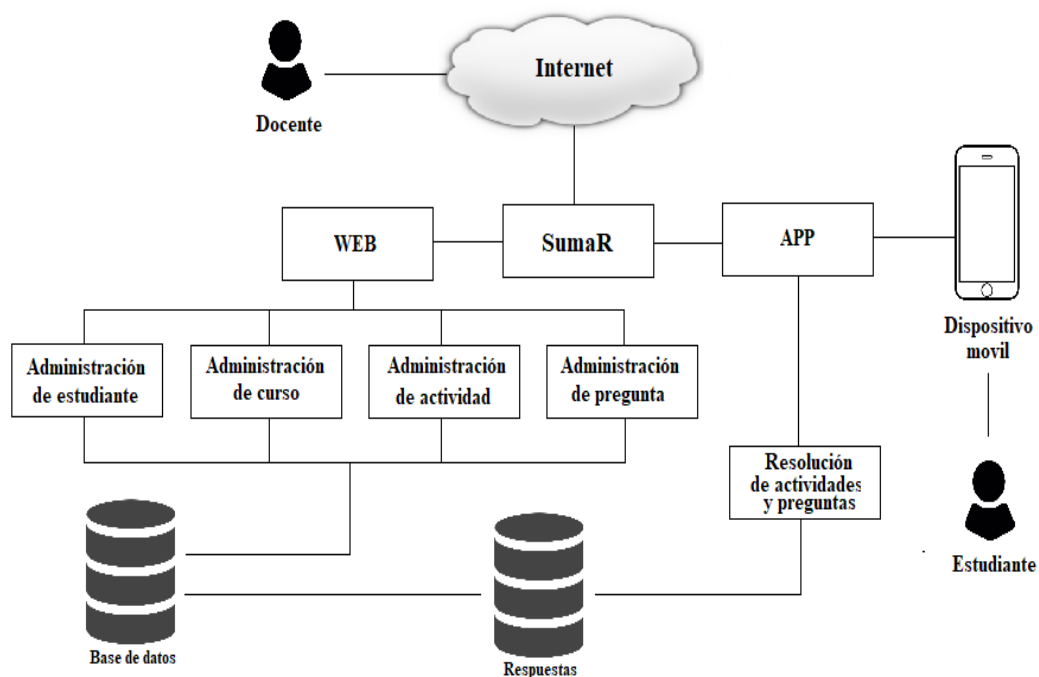 Internet
Docente
WEB
SumaR
APP
Dispositivo
movil
Administración
de estudiante
Administración
de curso
Administración
de actividad
Administración
de pregunta
Resolución
de actividades
y preguntas
Estudiante
Base de datos
Respuestas